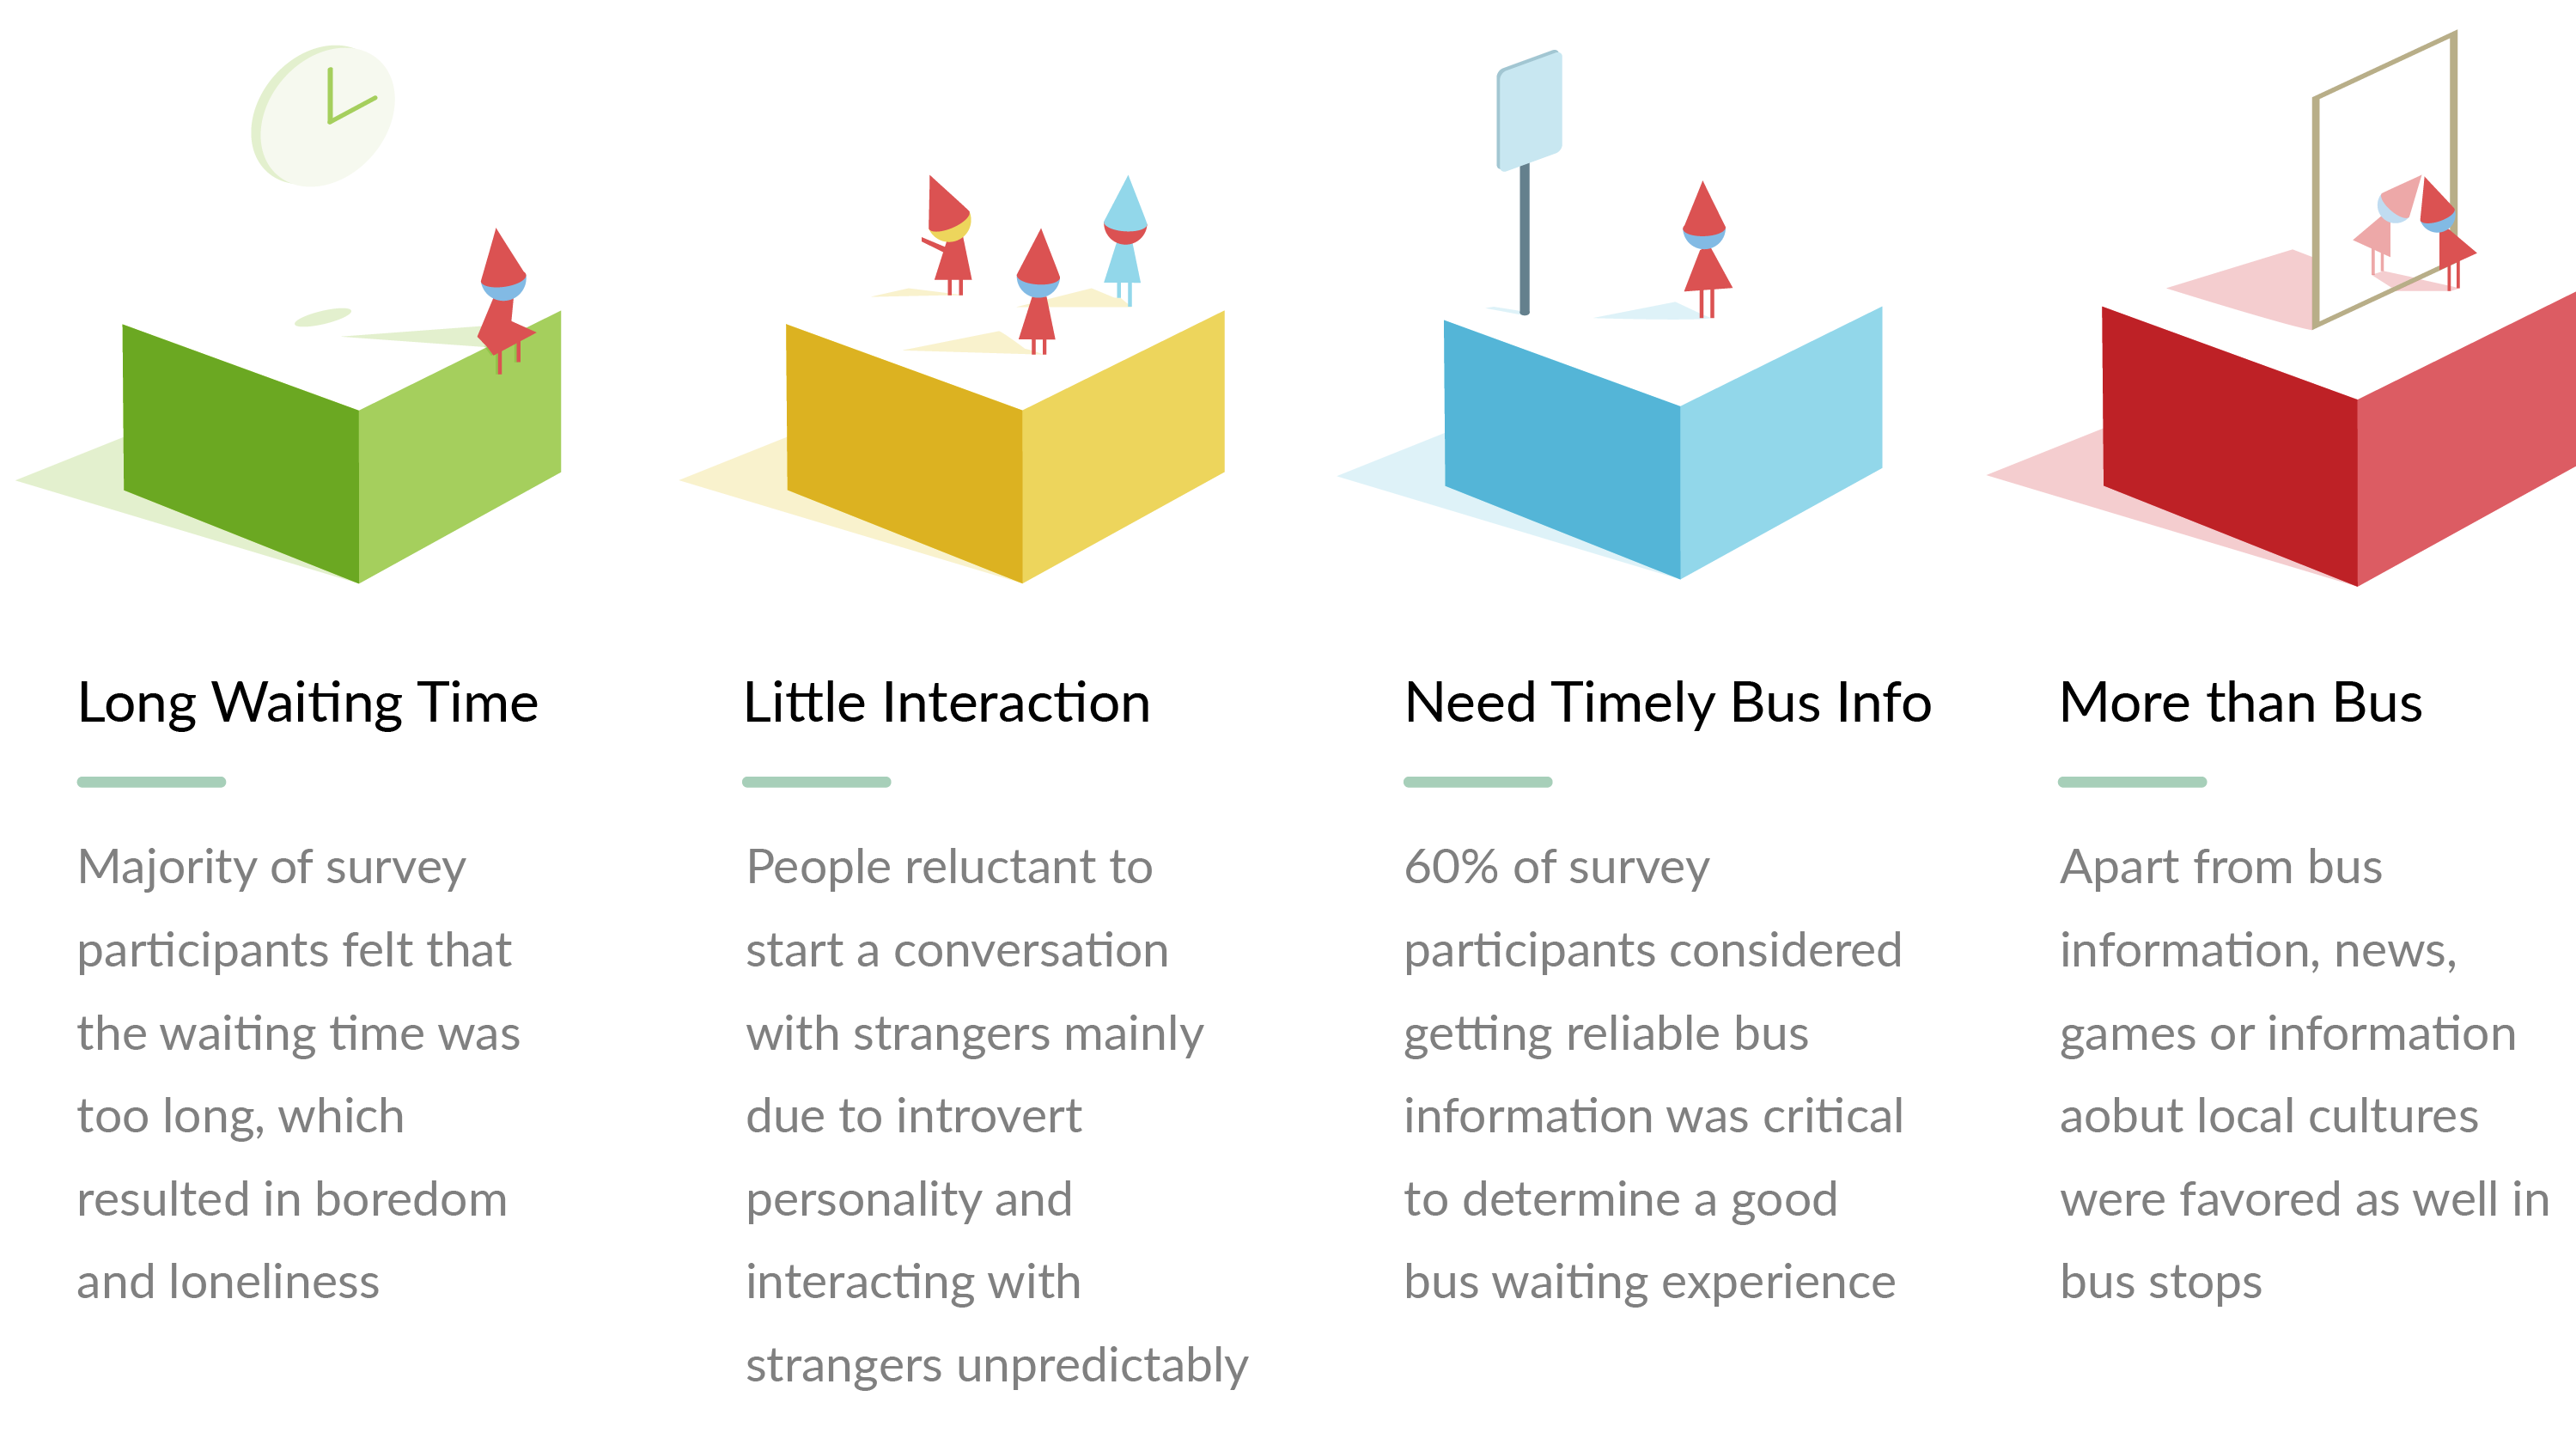 Long Waiting Time
Majority of survey
participants felt that
the waiting time was
too long, which
resulted in boredom
and loneliness
Little Interaction
People reluctant to
start a conversation
with strangers mainly
due to introvert
personality and
interacting with
strangers unpredictably
Need Timely Bus Info
60% of survey
participants considered
getting reliable bus
information was critical
to determine a good
bus waiting experience
More than Bus
Apart from bus
information, news,
games or information
aobut local cultures
were favored as well in
bus stops